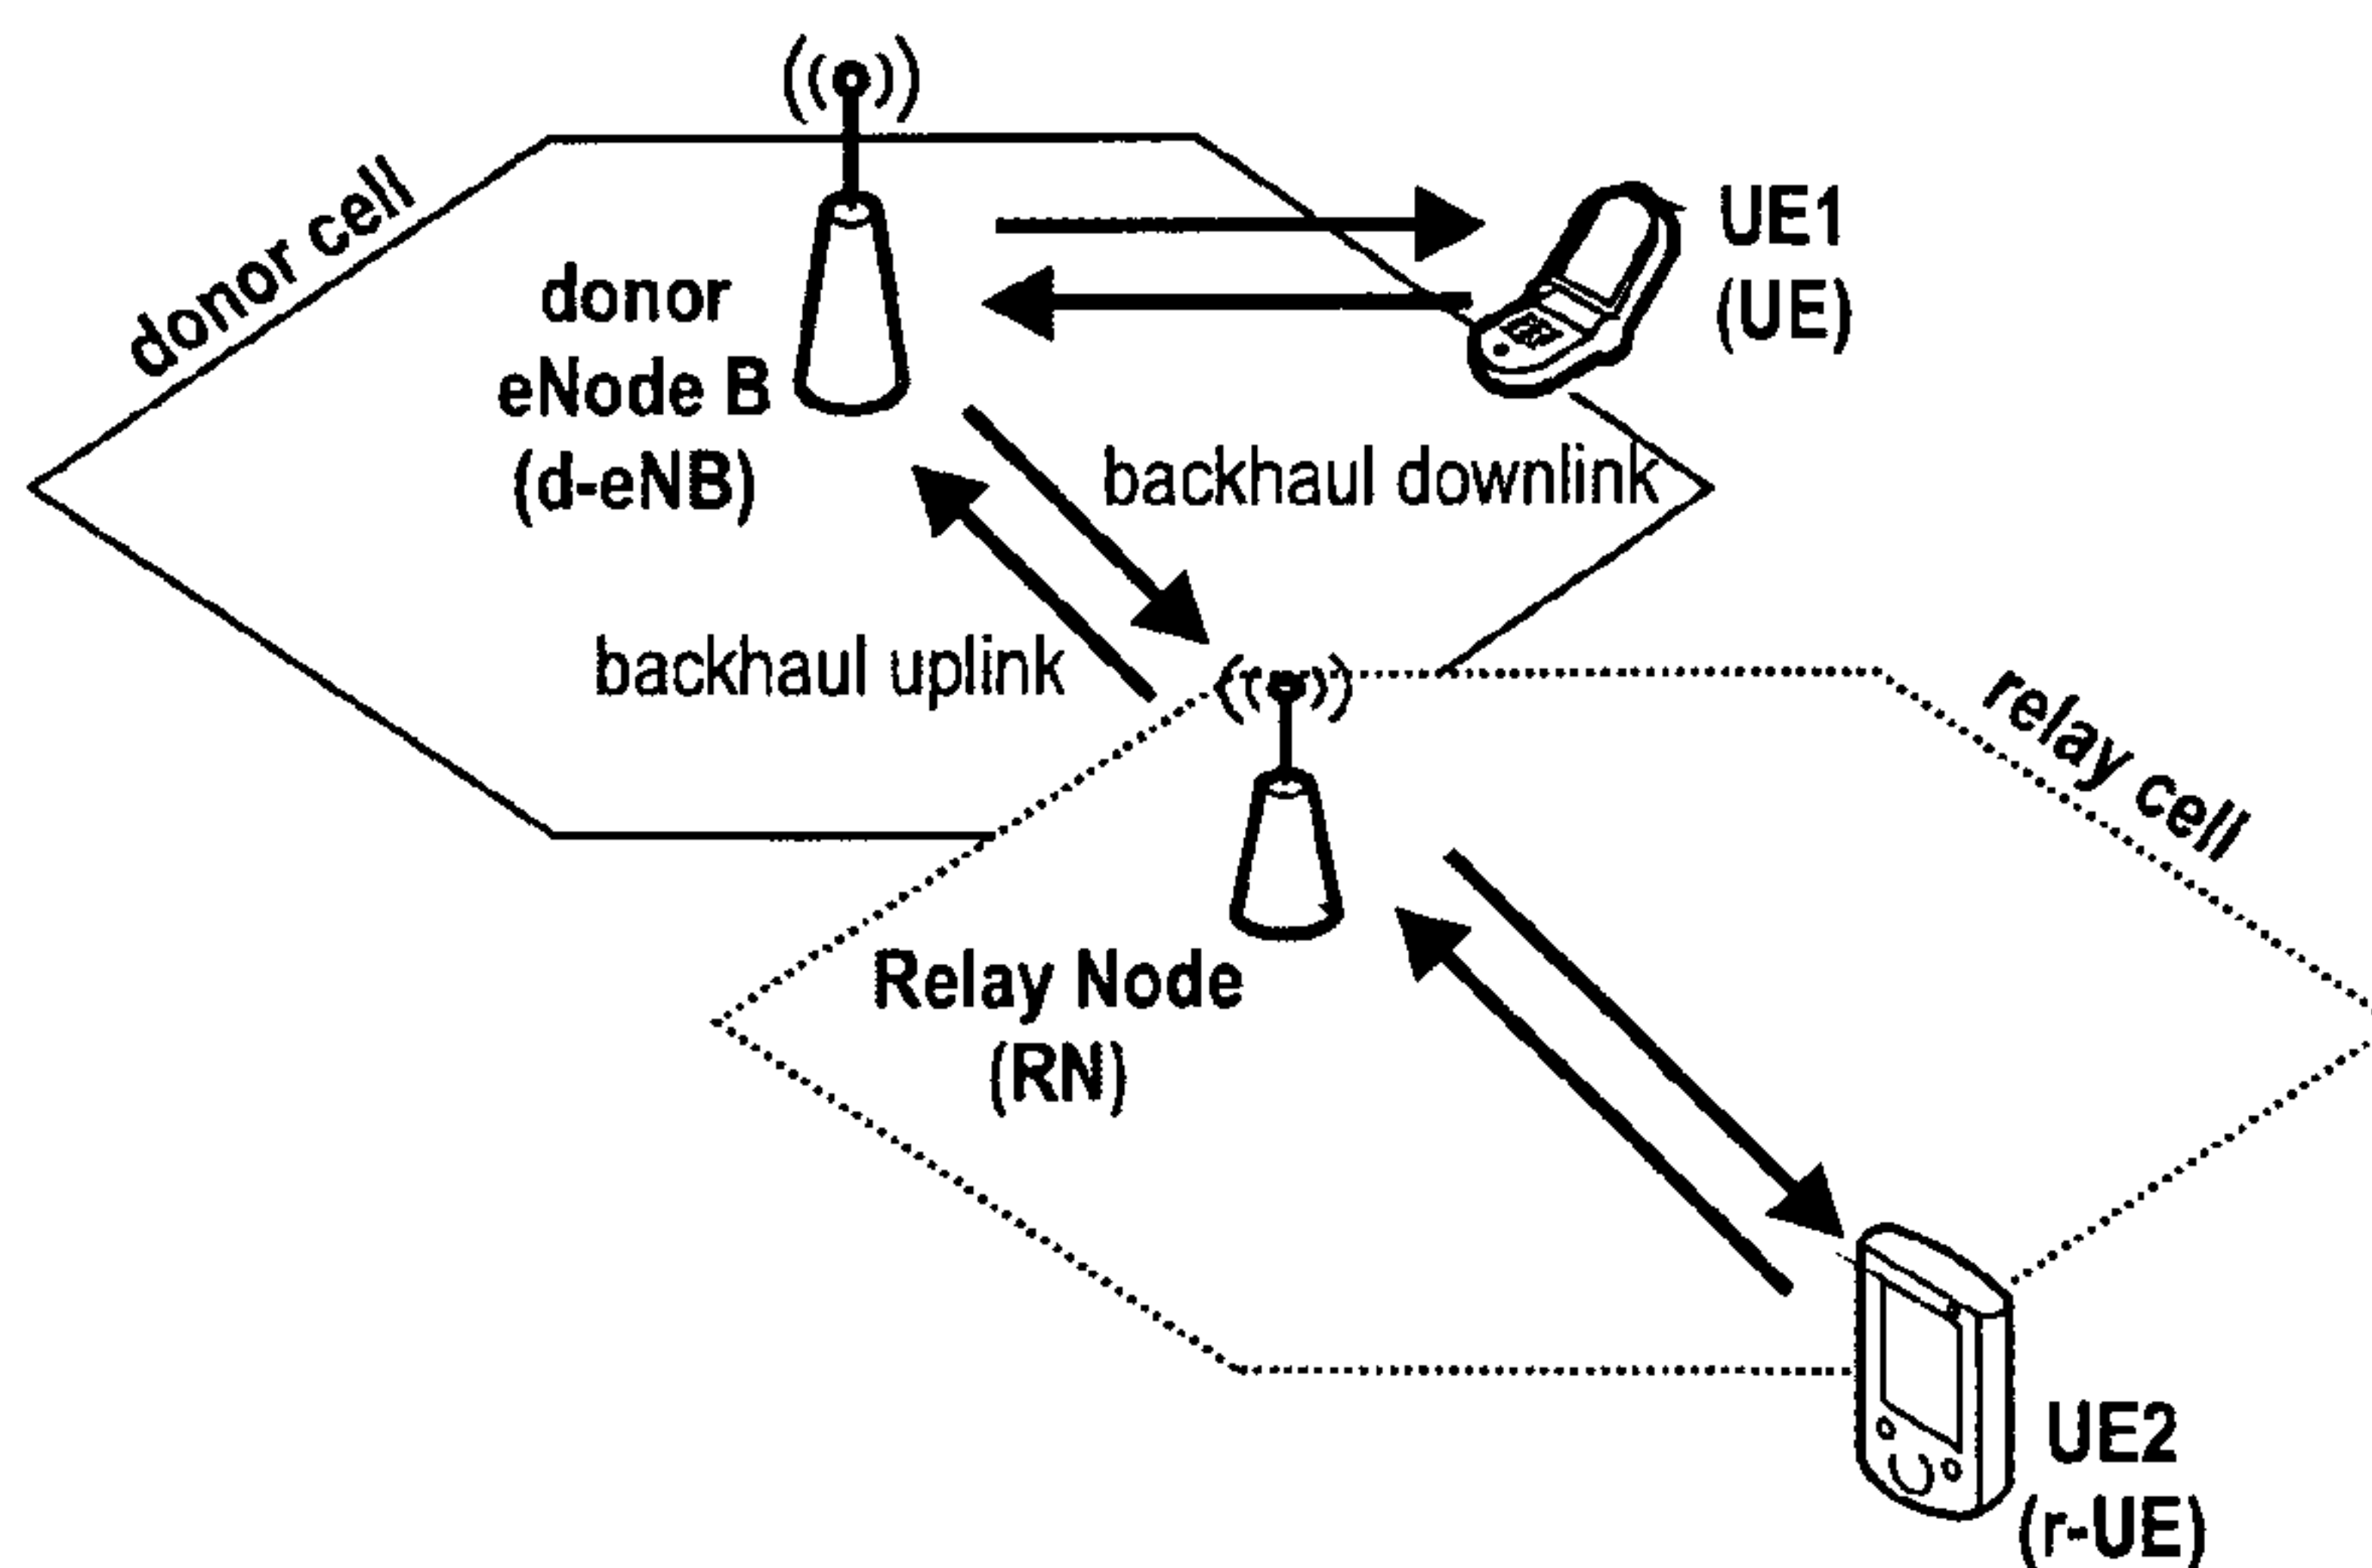 donor cell
donor
eNode B
(d-eNB)
UE1
(UE)
backhaul downlink
backhaul uplink
relay cell
Relay Node
(RN)
UE2
(r-UE)